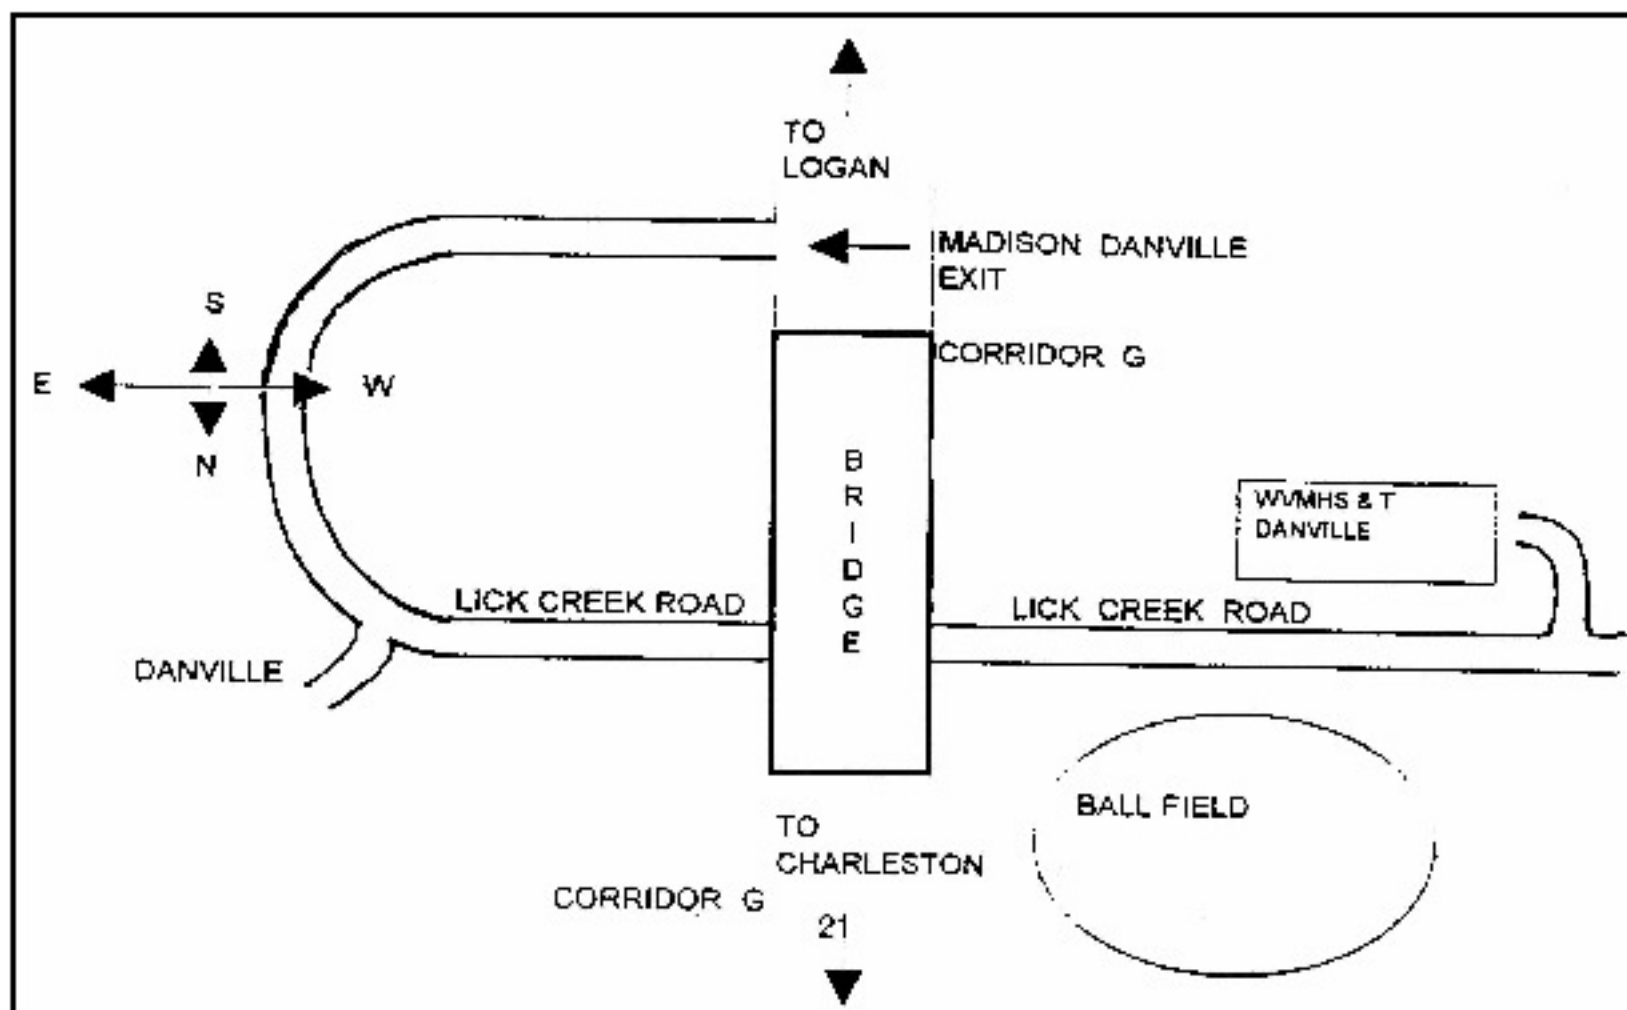 TO
LOGAN
MADISON DANVILLE
EXIT
S
E
W
N
CORRIDOR G
BRIDGE
WVMHS & T
DANVILLE
LICK CREEK ROAD
LICK CREEK ROAD
DANVILLE
BALL FIELD
TO
CHARLESTON
CORRIDOR G
21